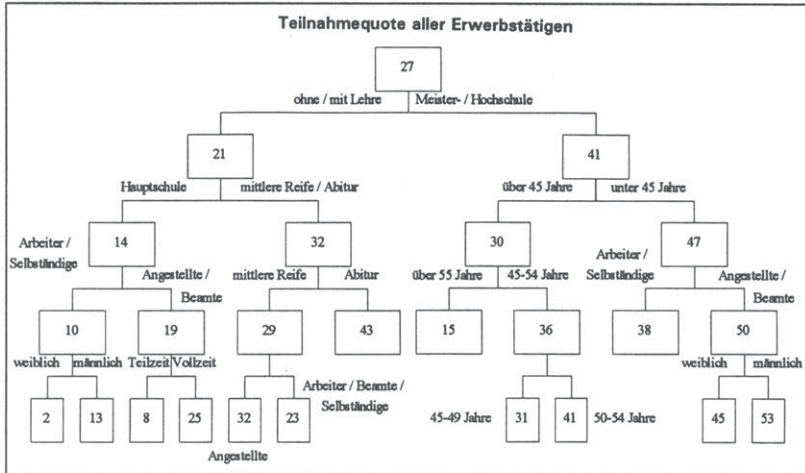 Teilnahmequote aller Erwerbstätigen
27
ohne / mit Lehre Meister- / Hochschule
21 41
Hauptschule mittlere Reife / Abitur über 45 Jahre unter 45 Jahre
14 32 30 47
Arbeiter / Selbständige Angestellte / Beamte mittlere Reife Abitur über 55 Jahre 45-54 Jahre Arbeiter / Selbständige Angestellte / Beamte
10 19 29 43 15 36 38 50
weiblich männlich Teilzeit Vollzeit Arbeiter / Beamte / Selbständige weiblich männlich
2 13 8 25 32 23 45-49 Jahre 31 41 50-54 Jahre 45 53
Angestellte